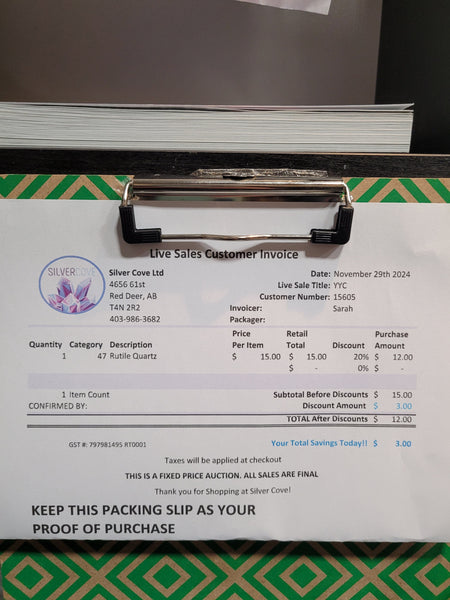 Live Sales Customer Invoice
SILVERCOVE
Silver Cove Ltd
4656 61st
Red Deer, AB
T4N 2R2
403-986-3682
Date: November 29th 2024
Live Sale Title: YYC
Customer Number: 15605
Invoicer: Sarah
Packager:
Price Retail Purchase
Quantity Category Description Per Item Total Discount Amount
1 47 Rutile Quartz $ 15.00 $ 15.00 20% $ 12.00
$ - 0% $ -
1 Item Count Subtotal Before Discounts $ 15.00
CONFIRMED BY: Discount Amount $ 3.00
TOTAL After Discounts $ 12.00
GST #: 797981495 RT0001 Your Total Savings Today!! $ 3.00
Taxes will be applied at checkout
THIS IS A FIXED PRICE AUCTION. ALL SALES ARE FINAL
Thank you for Shopping at Silver Cove!
KEEP THIS PACKING SLIP AS YOUR
PROOF OF PURCHASE